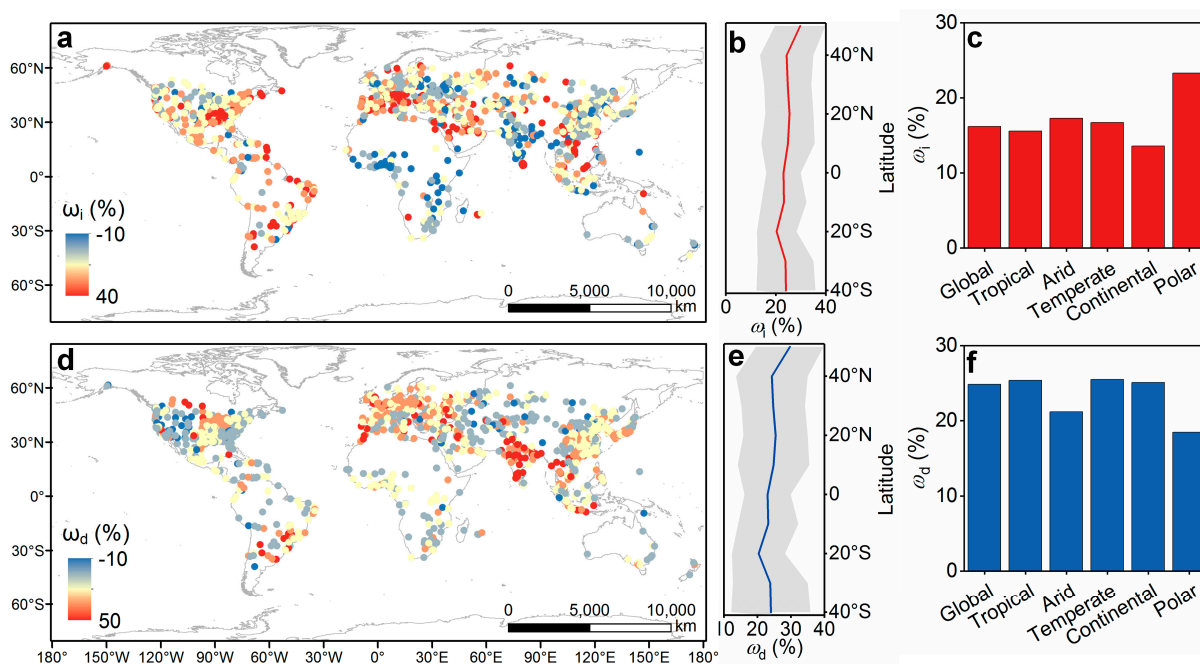 a
60°N
30°N
0°
30°S
60°S
ωi (%)
-10
40
0 5,000 10,000
km
b
40°N
20°N
0
20°S
40°S
Latitude
0 20 40
ωi (%)
c
30
20
10
0
ωi (%)
Global
Tropical
Arid
Temperate
Continental
Polar
d
60°N
30°N
0°
30°S
60°S
ωd (%)
-10
50
0 5,000 10,000
km
180° 150°W 120°W 90°W 60°W 30°W 0° 30°E 60°E 90°E 120°E 150°E 180°
e
40°N
20°N
0
20°S
40°S
Latitude
10 20 30 40
ωd (%)
f
30
20
10
0
ωd (%)
Global
Tropical
Arid
Temperate
Continental
Polar